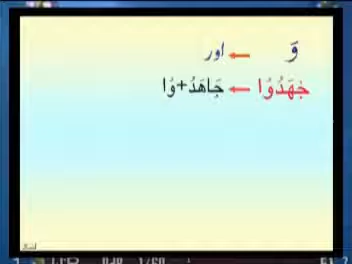 وَ ← اور
جٰهَدُوْا ← جَاهَدُ+وْا